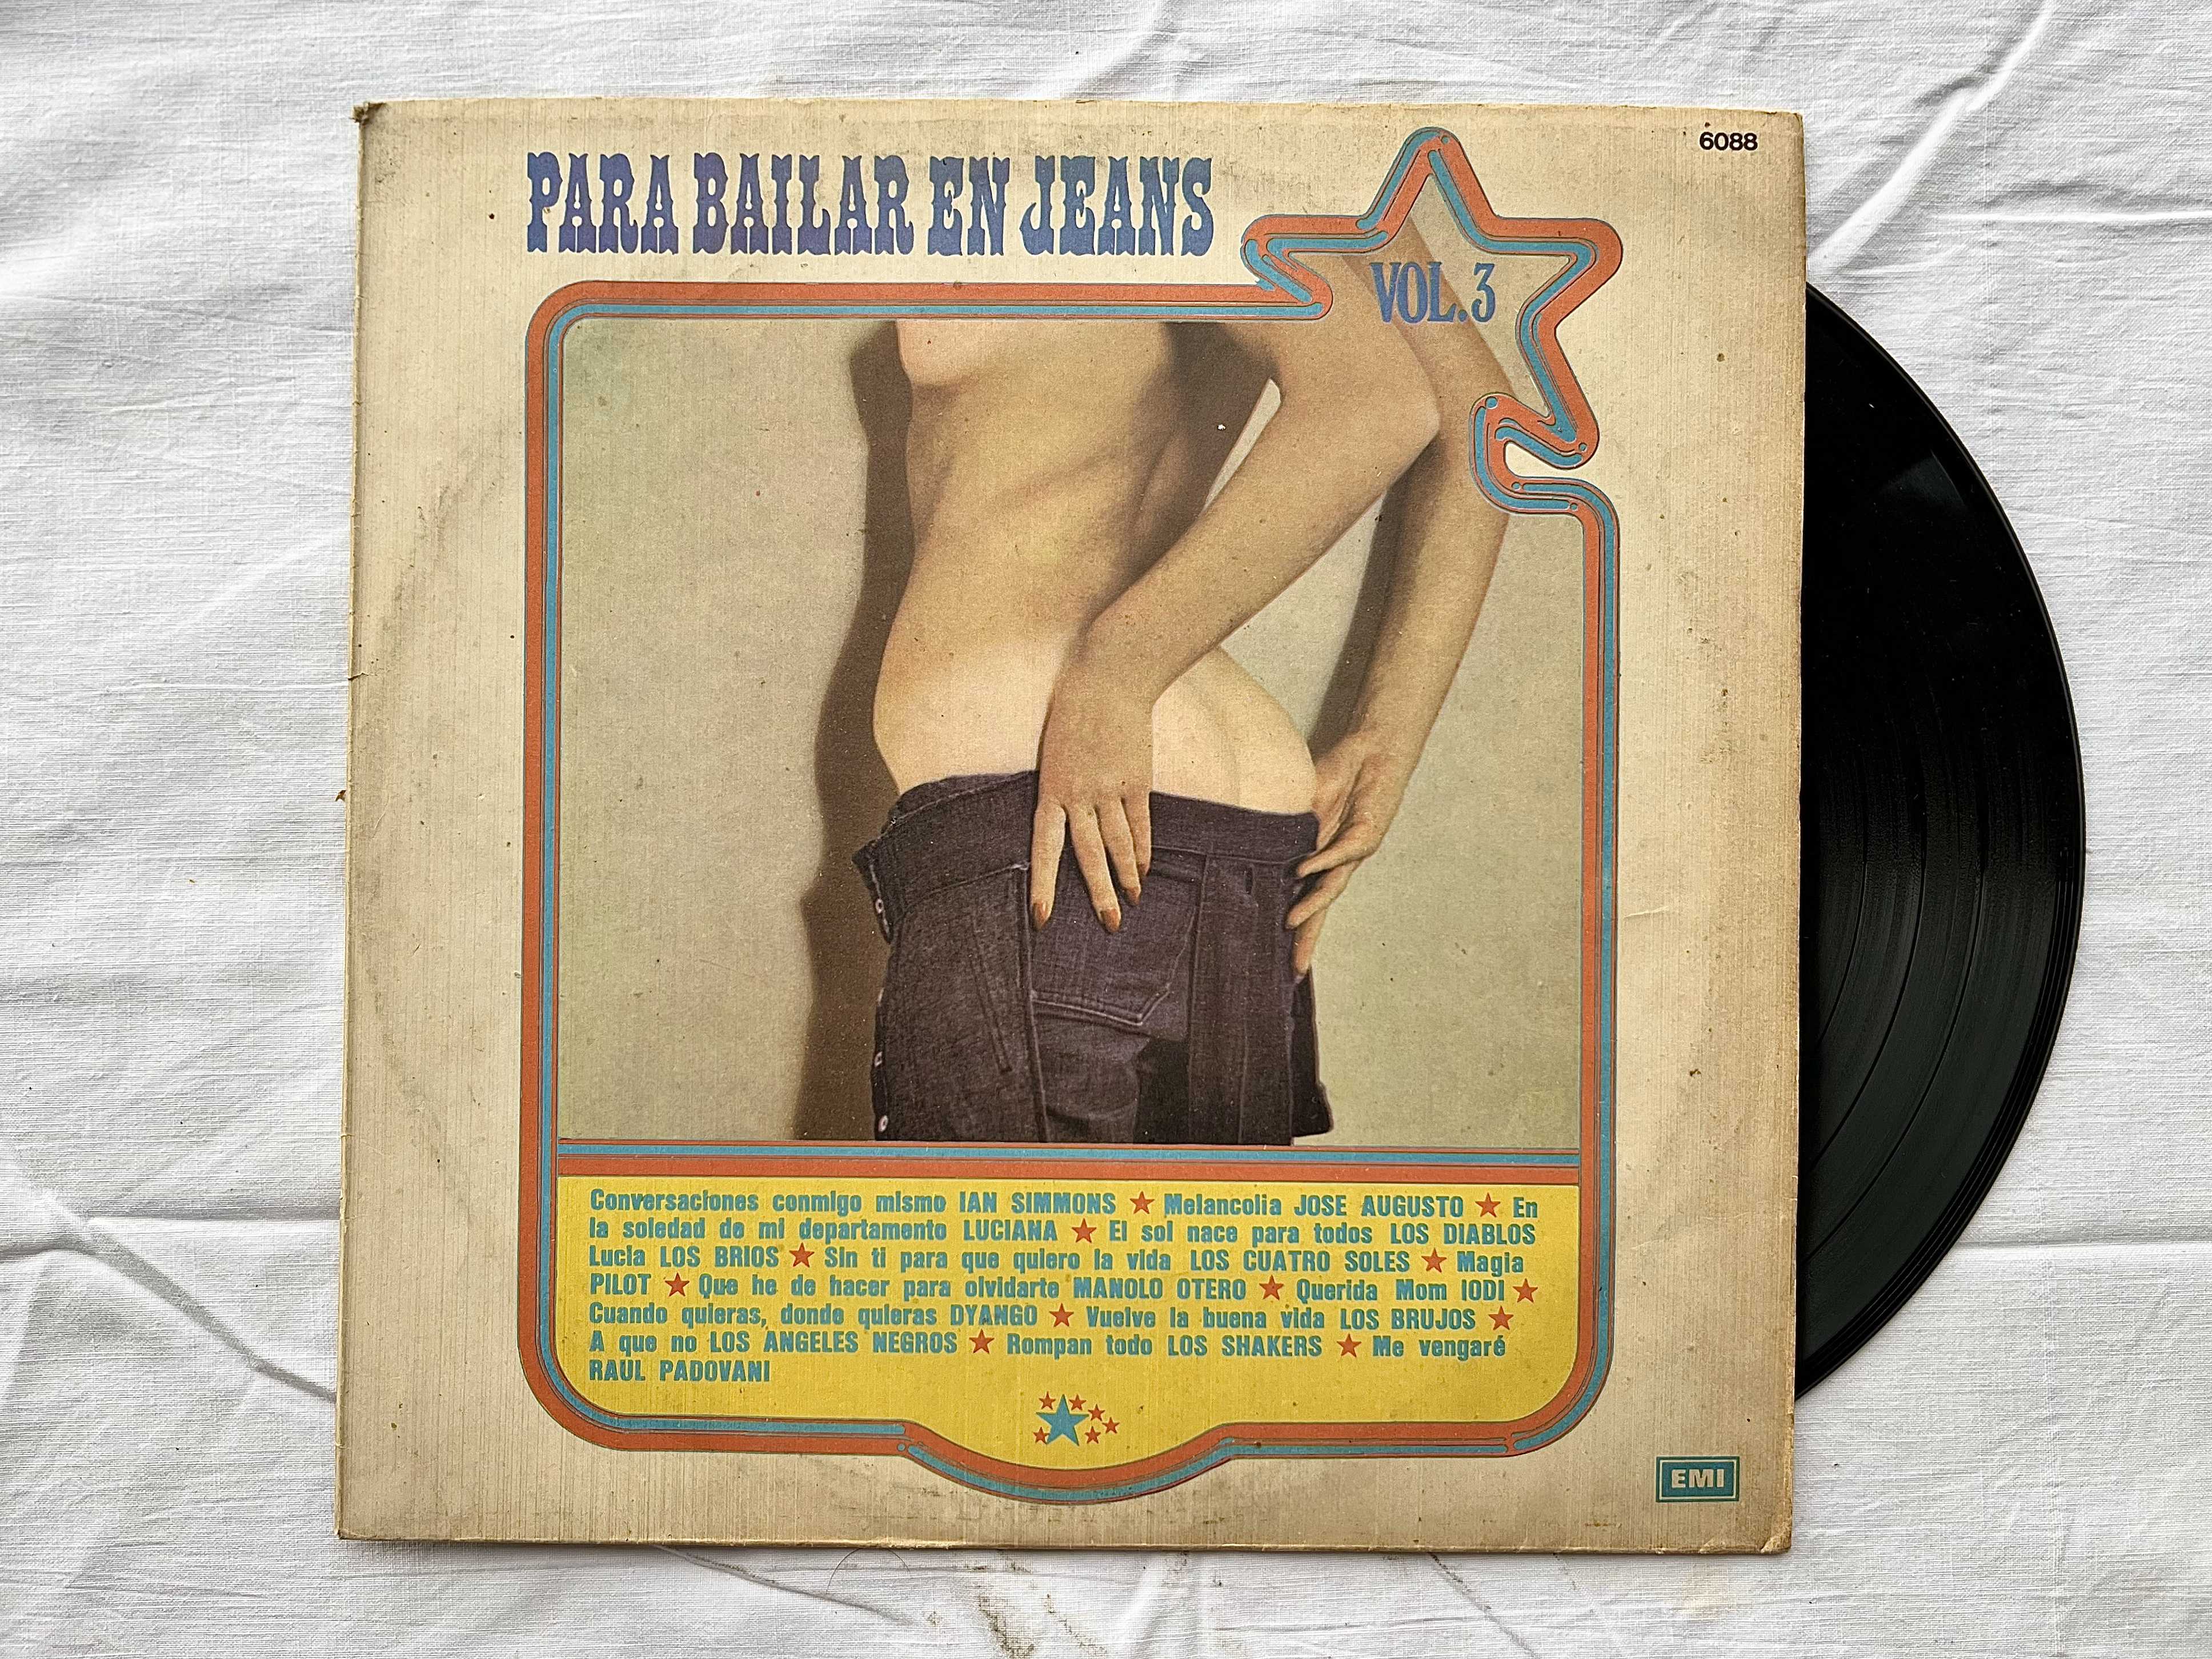 6088
PARA BAILAR EN JEANS
VOL.3
Conversaciones conmigo mismo IAN SIMMONS ★ Melancolia JOSE AUGUSTO ★ En
la soledad de mi departamento LUCIANA ★ El sol nace para todos LOS DIABLOS
Lucia LOS BRIOS ★ Sin ti para que quiero la vida LOS CUATRO SOLES ★ Magia
PILOT ★ Que he de hacer para olvidarte MANOLO OTERO ★ Querida Mom IODI ★
Cuando quieras, donde quieras DYANGO ★ Vuelve la buena vida LOS BRUJOS ★
A que no LOS ANGELES NEGROS ★ Rompan todo LOS SHAKERS ★ Me vengaré
RAUL PADOVANI
EMI